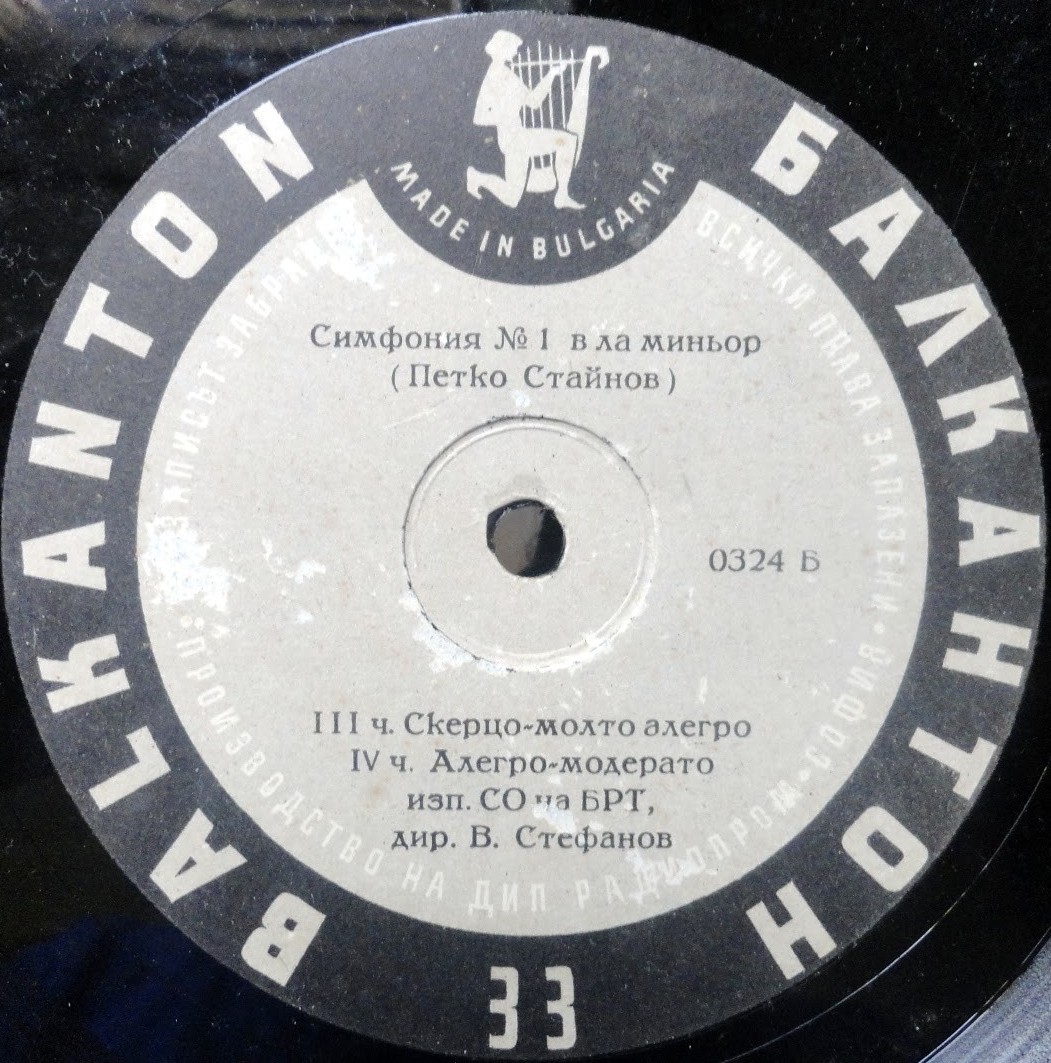 BALKANTON
БАЛКАНТОН
MADE IN BULGARIA
ВСИЧКИ ПРАВА ЗАПАЗЕНИ • СОФИЯ
Симфония № 1 в ла миньор
(Петко Стайнов)
0324 Б
III ч. Скерцо-молто алегро
IV ч. Алегро-модерато
изп. СО на БРТ,
дир. В. Стефанов
ПРОИЗВОДСТВО НА ДИП РАДИОПРОМ
ЗАПИСЪТ
33